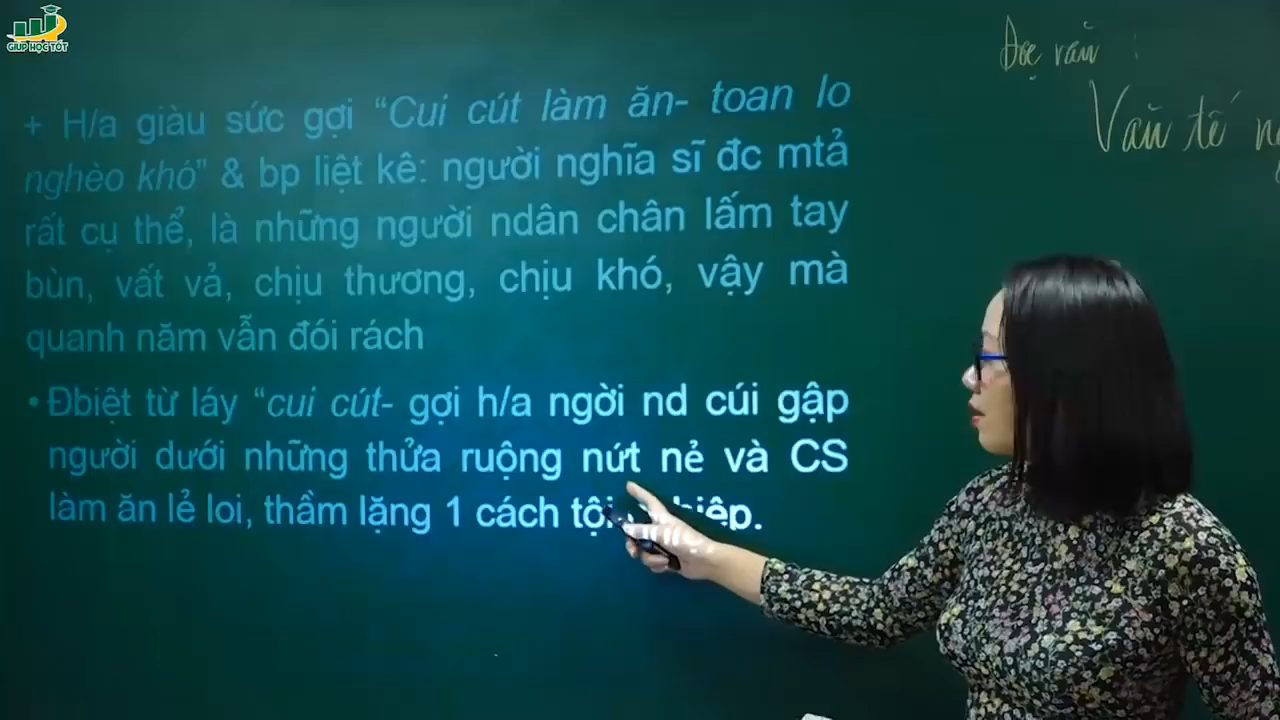 GIÚP HỌC TỐT
Đọc văn :
Văn tế
+ H/a giàu sức gợi “Cui cút làm ăn- toan lo
nghèo khó” & bp liệt kê: người nghĩa sĩ đc mtả
rất cụ thể, là những người ndân chân lấm tay
bùn, vất vả, chịu thương, chịu khó, vậy mà
quanh năm vẫn đói rách
• Đbiệt từ láy “cui cút- gợi h/a ngời nd cúi gập
người dưới những thửa ruộng nứt nẻ và CS
làm ăn lẻ loi, thầm lặng 1 cách